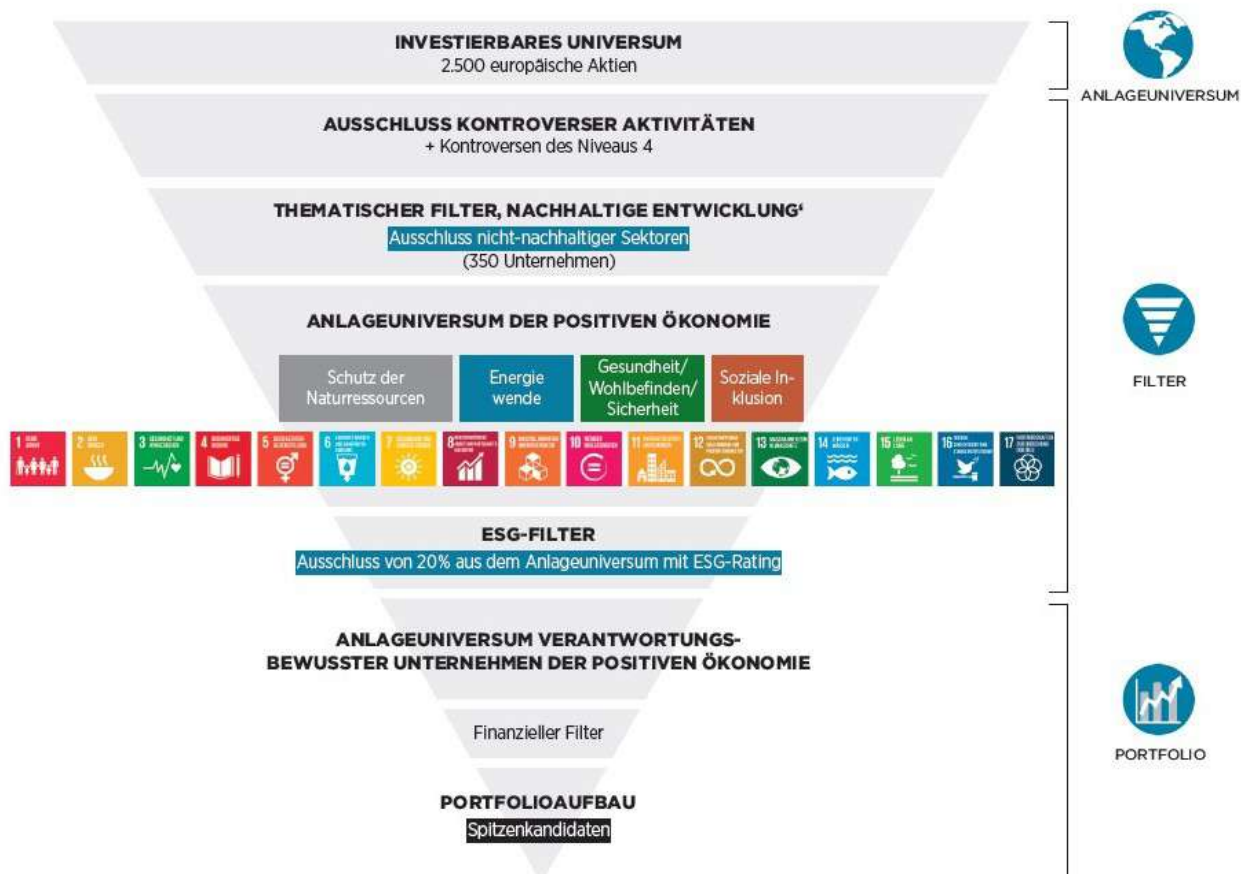 INVESTIERBARES UNIVERSUM
2.500 europäische Aktien
ANLAGEUNIVERSUM
AUSSCHLUSS KONTROVERSER AKTIVITÄTEN
+ Kontroversen des Niveaus 4
THEMATISCHER FILTER, NACHHALTIGE ENTWICKLUNG‘
Ausschluss nicht-nachhaltiger Sektoren
(350 Unternehmen)
ANLAGEUNIVERSUM DER POSITIVEN ÖKONOMIE
FILTER
Schutz der
Naturressourcen
Energie
wende
Gesundheit/
Wohlbefinden/
Sicherheit
Soziale In-
klusion
1
2
3
4
5
6
7
8
9
10
11
12
13
14
15
16
17
ESG-FILTER
Ausschluss von 20% aus dem Anlageuniversum mit ESG-Rating
ANLAGEUNIVERSUM VERANTWORTUNGS-
BEWUSSTER UNTERNEHMEN DER POSITIVEN ÖKONOMIE
Finanzieller Filter
PORTFOLIO
PORTFOLIOAUFBAU
Spitzenkandidaten